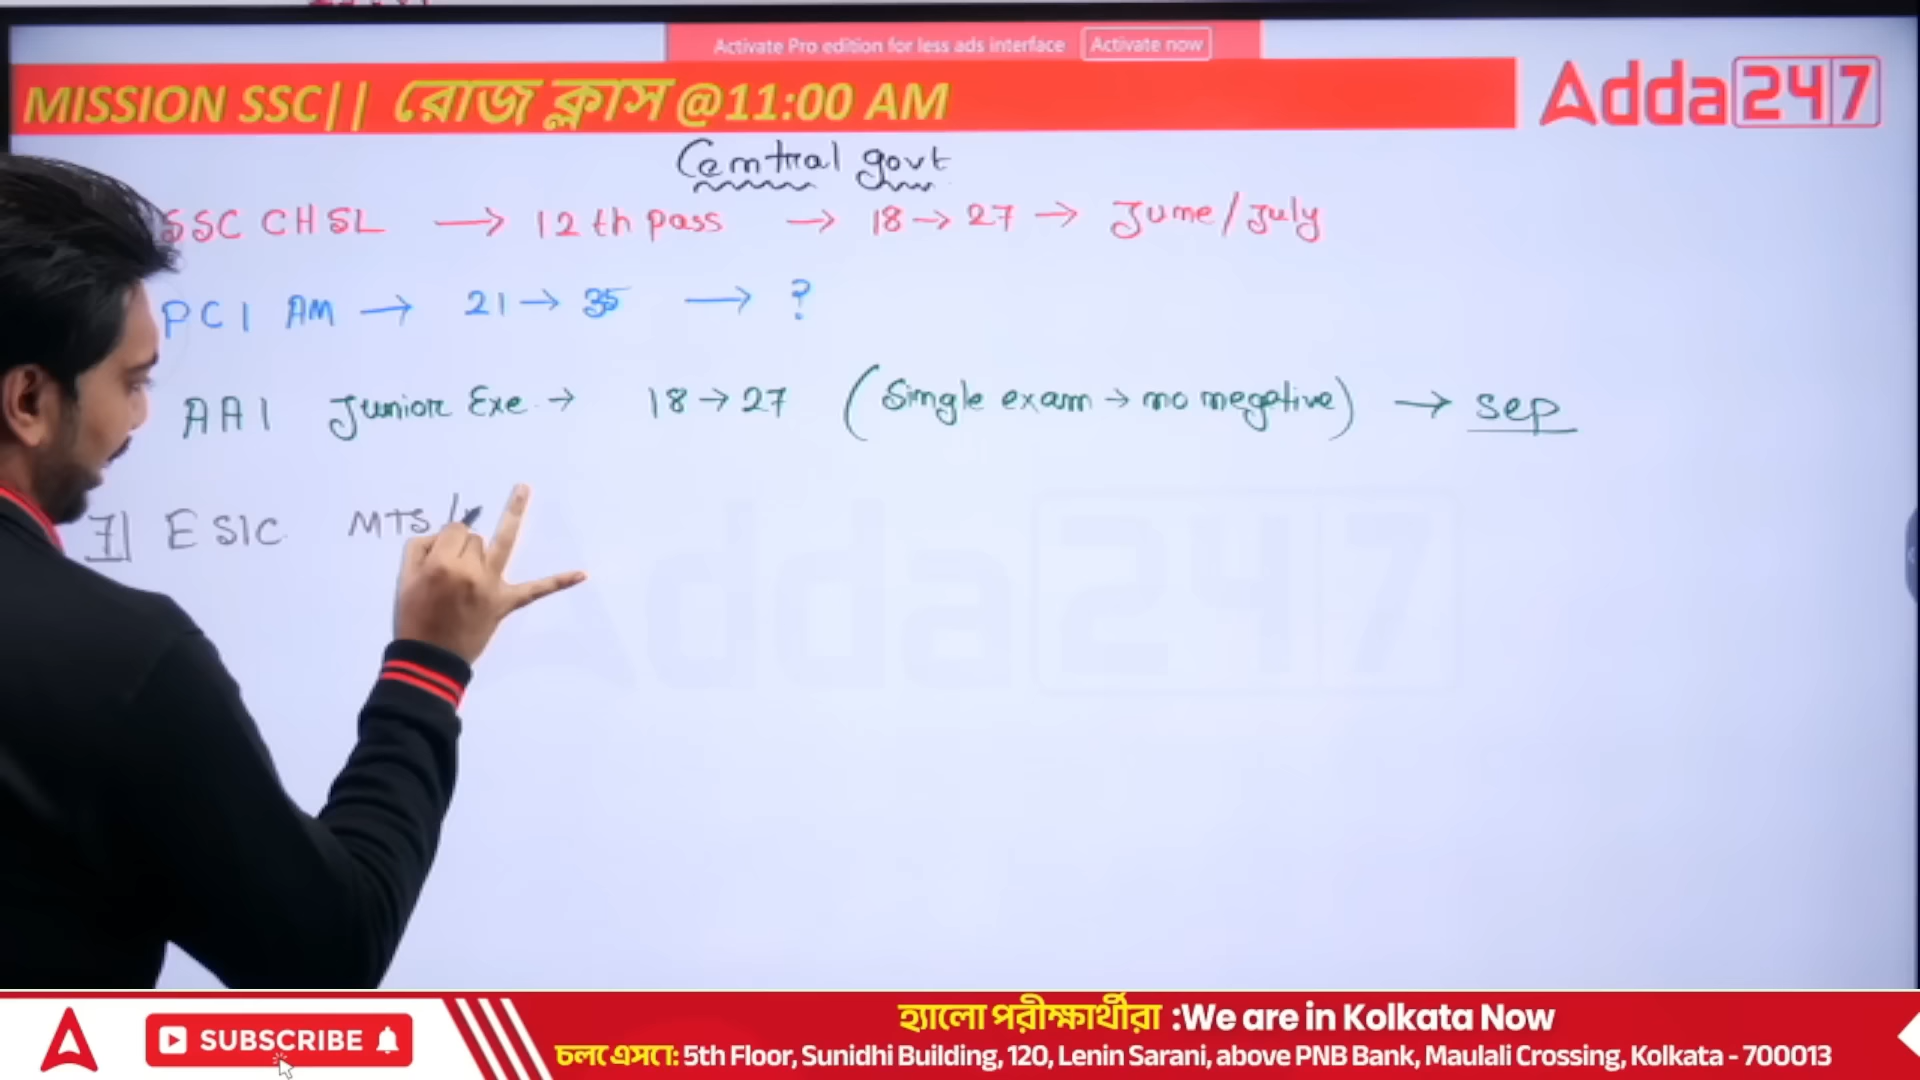 Activate Pro edition for less ads interface Activate now
MISSION SSC|| রোজ ক্লাস @11:00 AM
Adda247
Central govt
SSC CHSL → 12th pass → 18 → 27 → June/July
PCI AM → 21 → 35 → ?
AAI Junior Exe. → 18 → 27 (Single exam → no negative) → Sep
7| ESIC MTS/
Adda247
SUBSCRIBE
হ্যালো পরীক্ষার্থীরা :We are in Kolkata Now
চলে এসো: 5th Floor, Sunidhi Building, 120, Lenin Sarani, above PNB Bank, Maulali Crossing, Kolkata - 700013